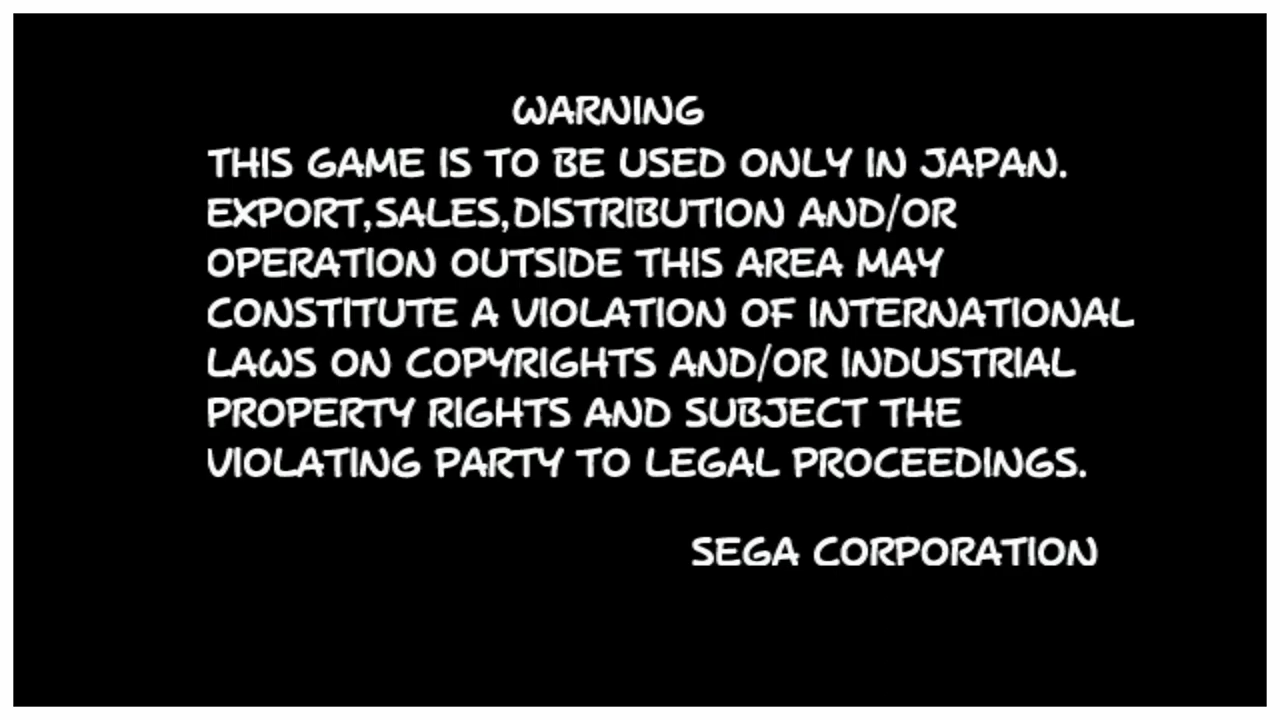 WARNING
THIS GAME IS TO BE USED ONLY IN JAPAN.
EXPORT,SALES,DISTRIBUTION AND/OR
OPERATION OUTSIDE THIS AREA MAY
CONSTITUTE A VIOLATION OF INTERNATIONAL
LAWS ON COPYRIGHTS AND/OR INDUSTRIAL
PROPERTY RIGHTS AND SUBJECT THE
VIOLATING PARTY TO LEGAL PROCEEDINGS.
SEGA CORPORATION